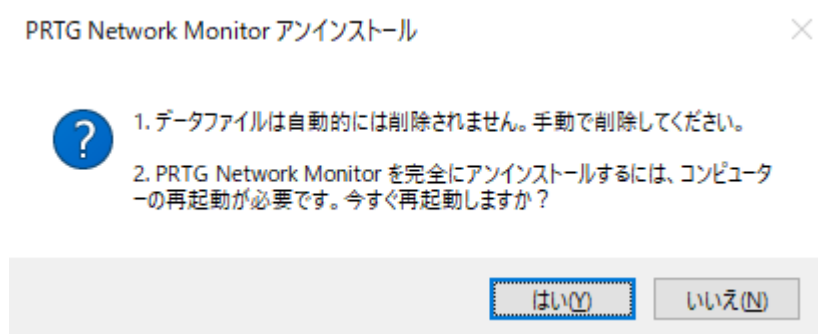 PRTG Network Monitor アンインストール
1. データファイルは自動的には削除されません。手動で削除してください。
2. PRTG Network Monitor を完全にアンインストールするには、コンピュータ
ーの再起動が必要です。今すぐ再起動しますか？
はい(Y)
いいえ(N)